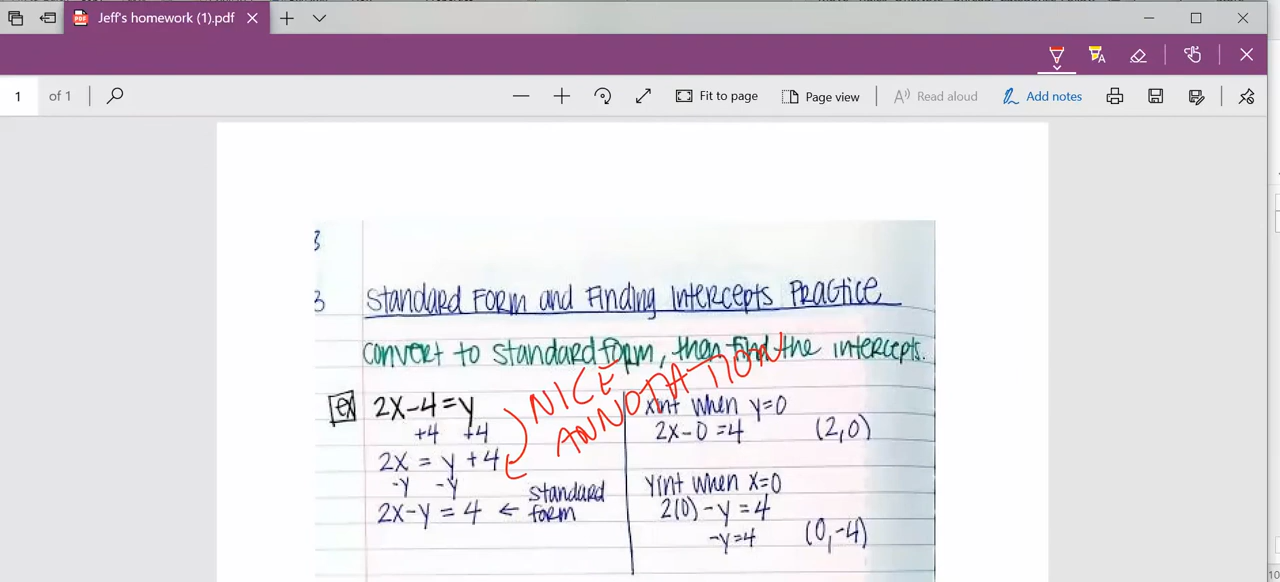 Jeff's homework (1).pdf
1 of 1 Fit to page Page view Read aloud Add notes
3
3 Standard Form and Finding Intercepts Practice
Convert to standard form, then find the intercepts.
NICE
ANNOTATION
ex 2x-4=y
+4 +4
2x = y +4
-y -y
2x-y = 4 ← standard form
xint when y=0
2x-0 =4 (2,0)
yint when x=0
2(0) -y =4
-y=4 (0,-4)
10